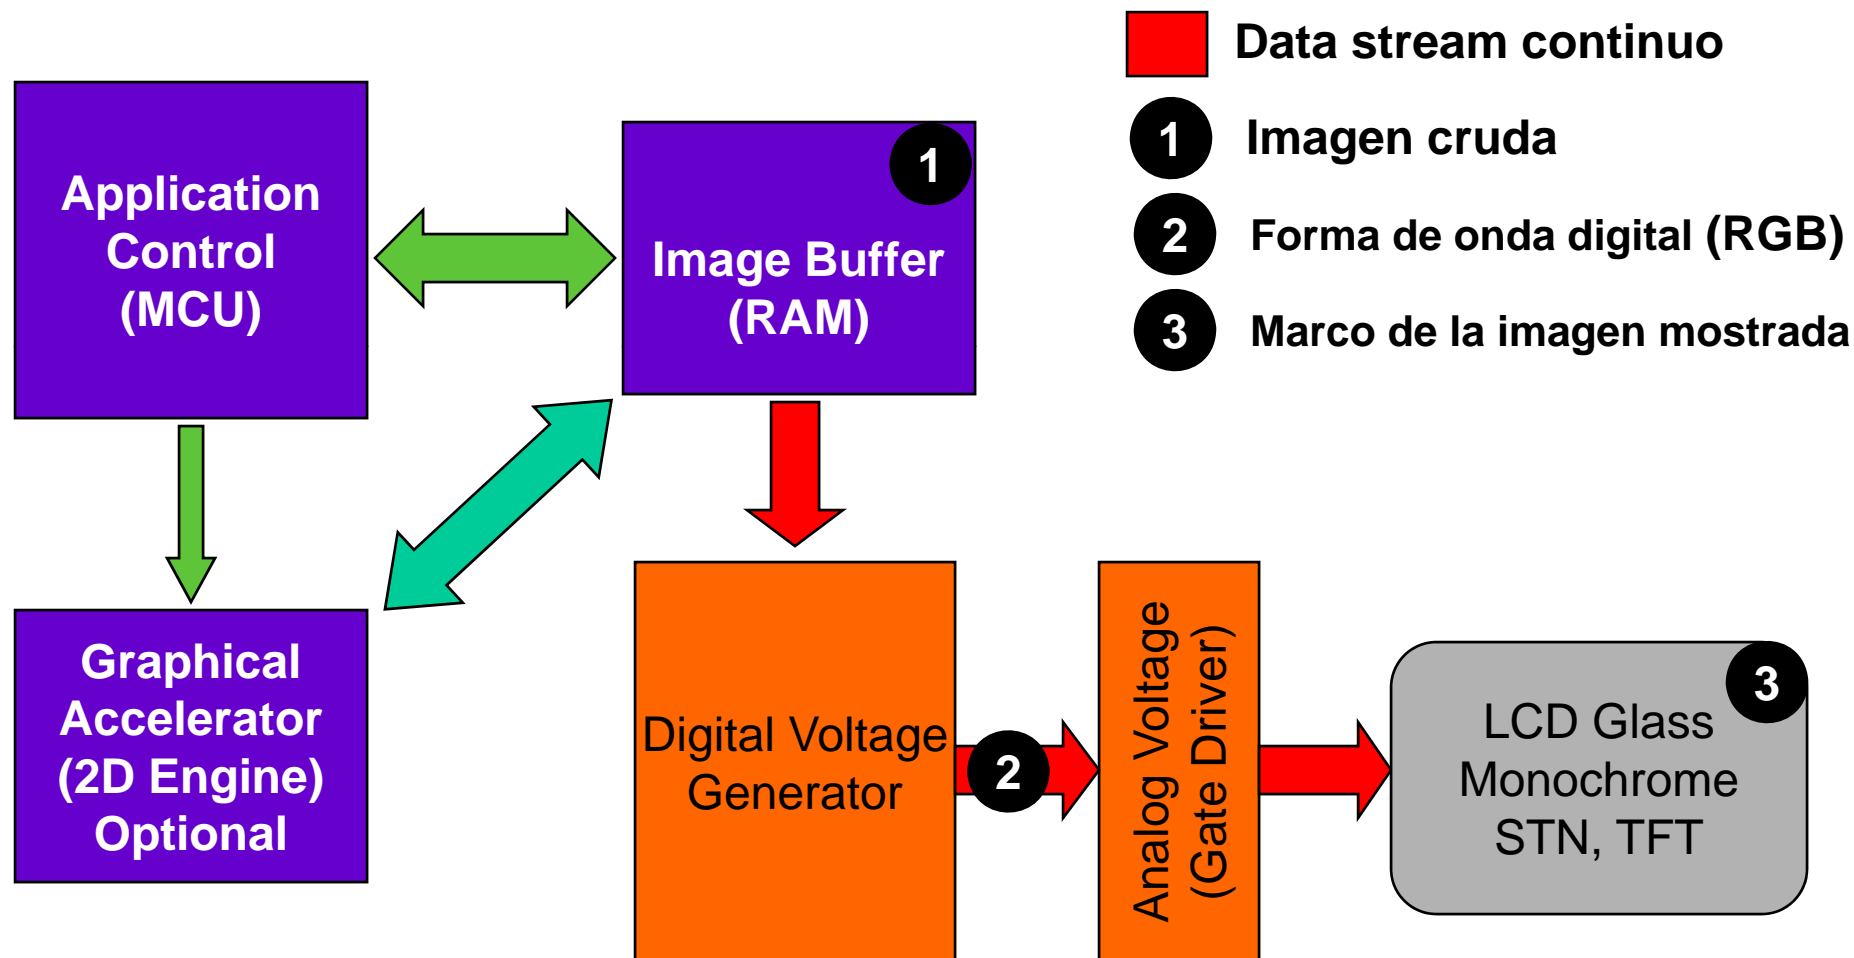 Data stream continuo
1 Imagen cruda
2 Forma de onda digital (RGB)
3 Marco de la imagen mostrada
Application
Control
(MCU)
1
Image Buffer
(RAM)
Graphical
Accelerator
(2D Engine)
Optional
Digital Voltage
Generator
2
Analog Voltage
(Gate Driver)
3
LCD Glass
Monochrome
STN, TFT